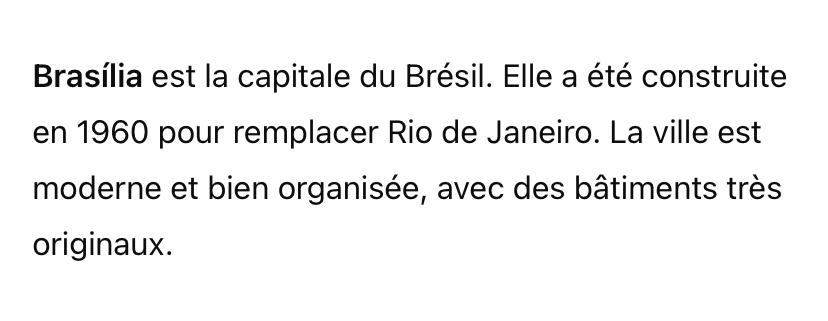 Brasília est la capitale du Brésil. Elle a été construite
en 1960 pour remplacer Rio de Janeiro. La ville est
moderne et bien organisée, avec des bâtiments très
originaux.